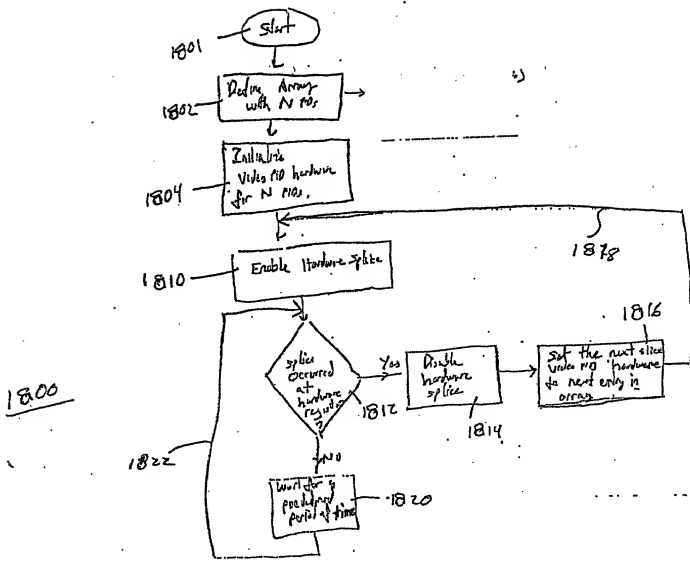 1801
Start
1802
Define Array
with N PIDs
1804
Initialize
Video PID hardware
for N PIDs.
1878
1810
Enable Hardware Splice
Splice
occurred
at
hardware
?
Yes
1812
Disable
hardware
splice
1814
1816
Set the next slice
video PID hardware
to next entry in
array
1800
1822
NO
Wait for a
period of time
1820